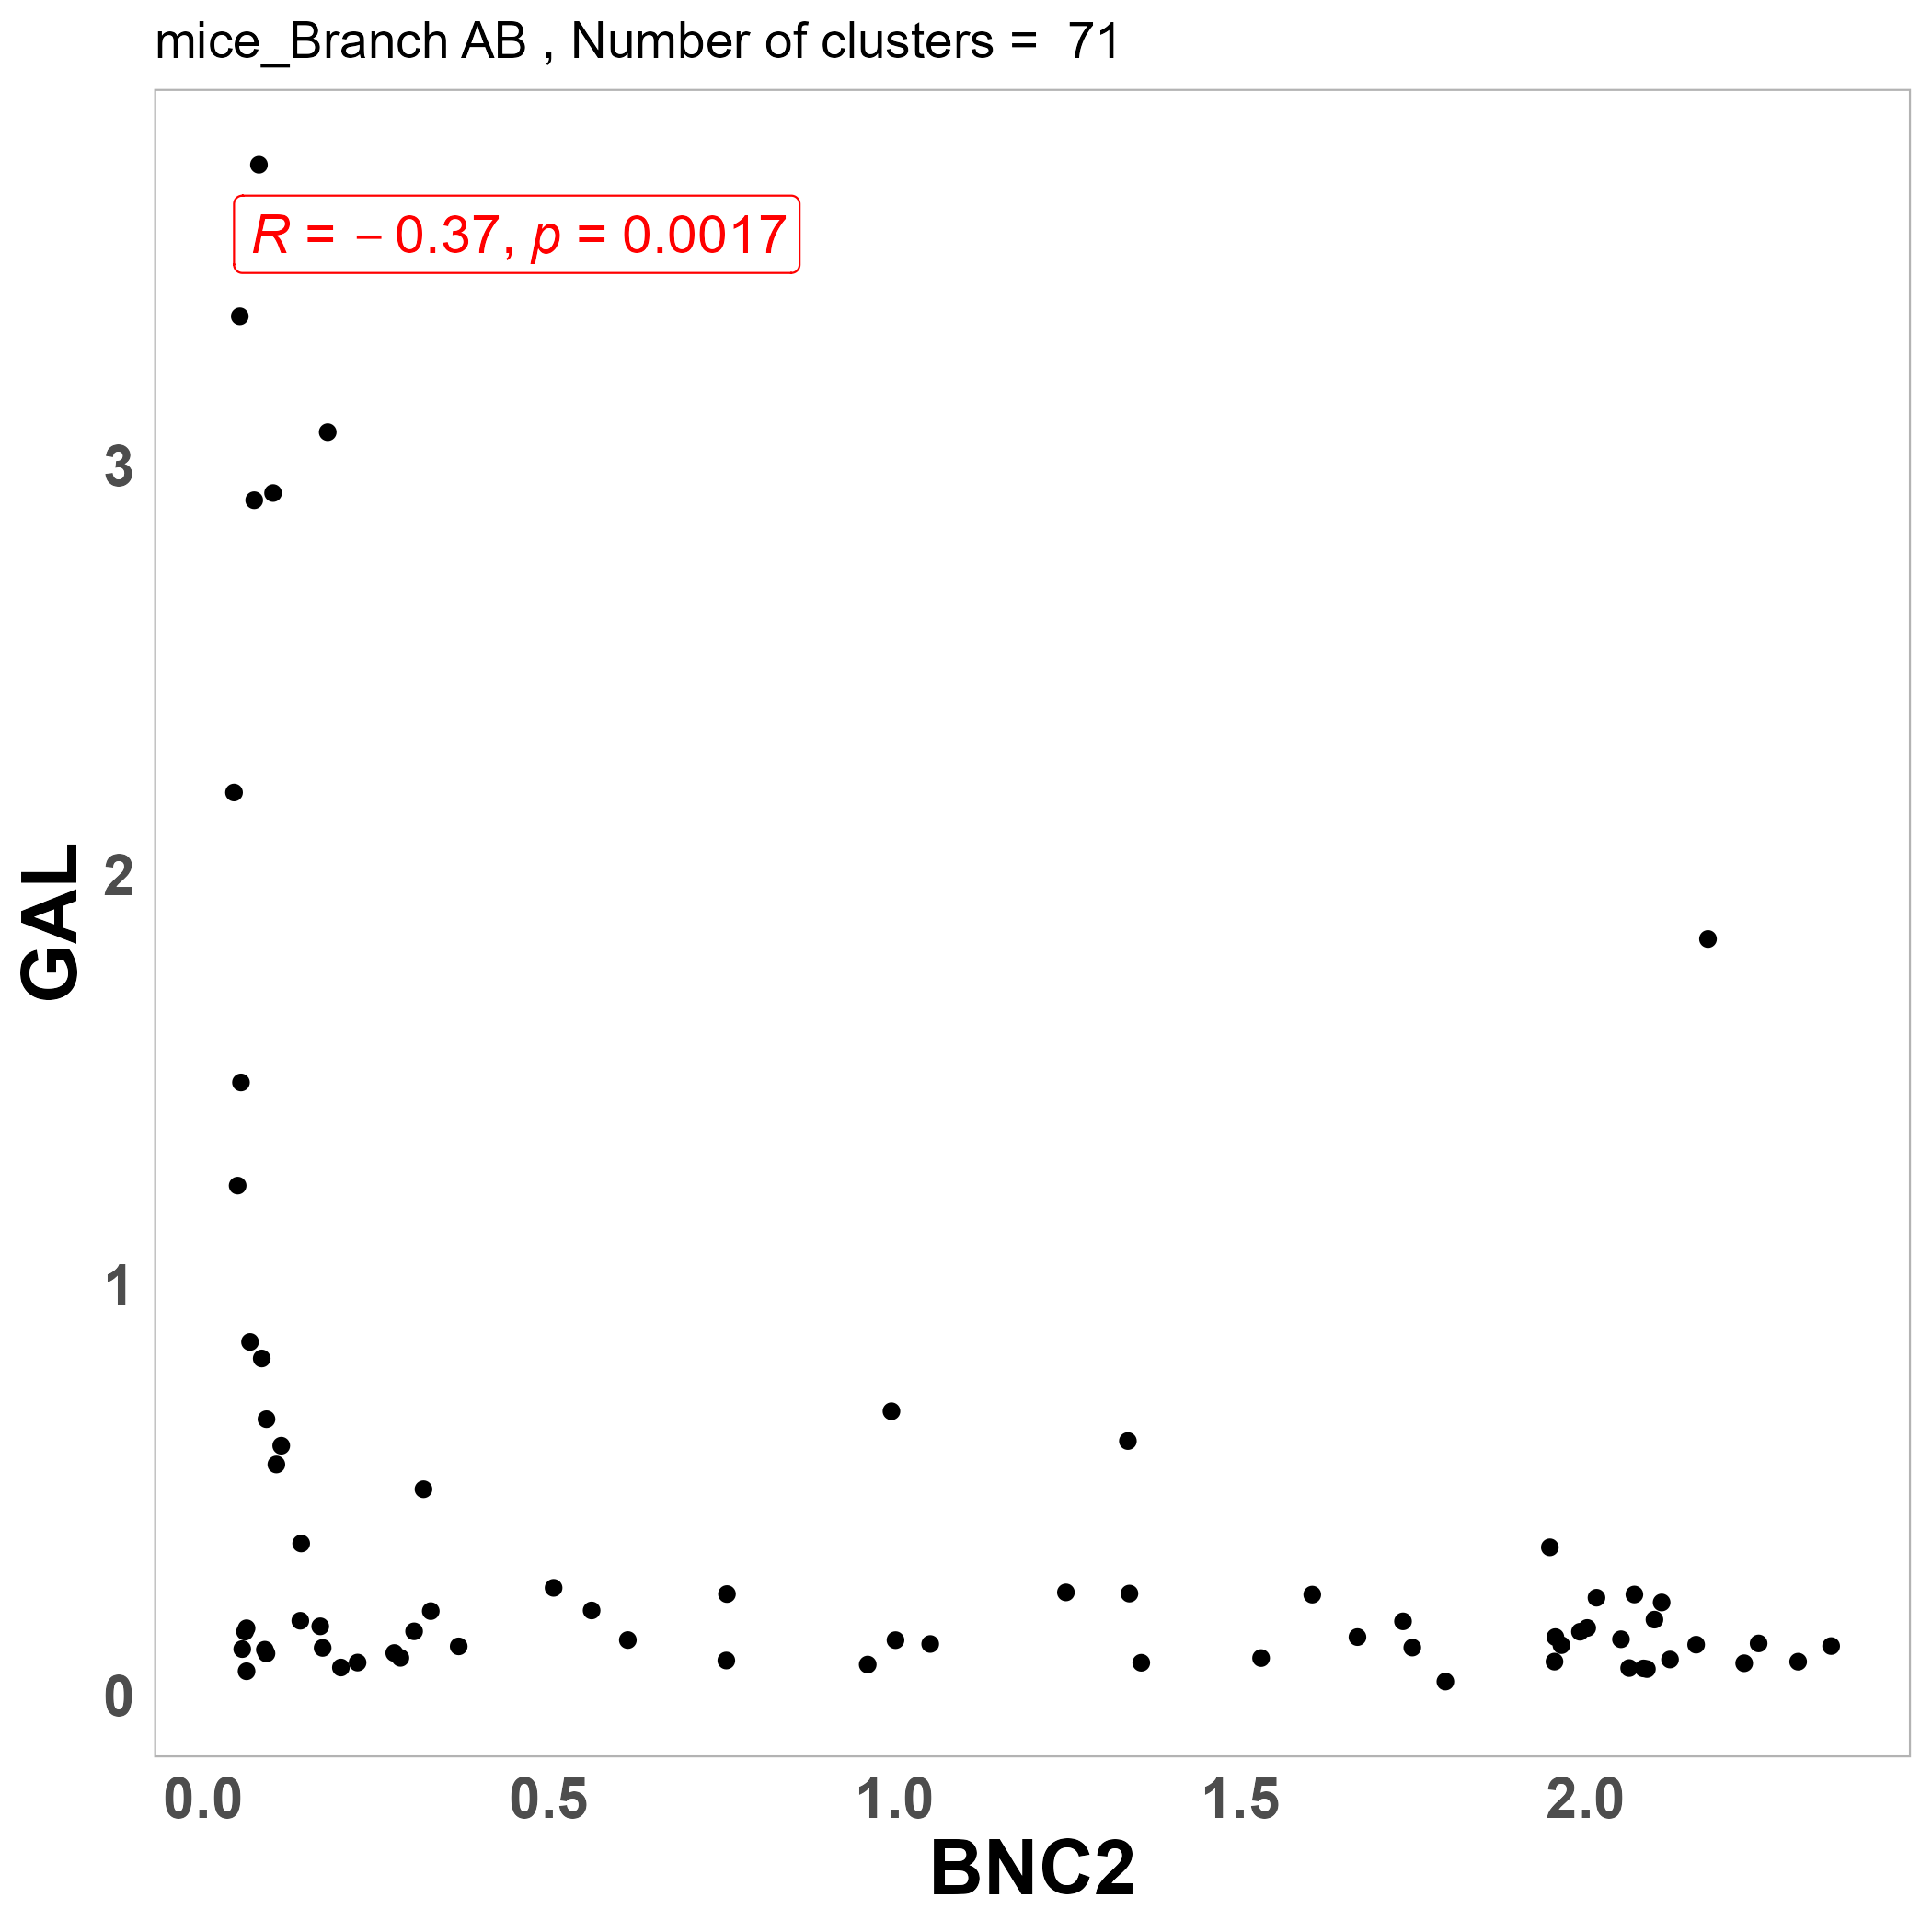 mice_Branch AB , Number of clusters =  71
R = − 0.37, p = 0.0017
GAL
3
2
1
0
0.0 0.5 1.0 1.5 2.0
BNC2